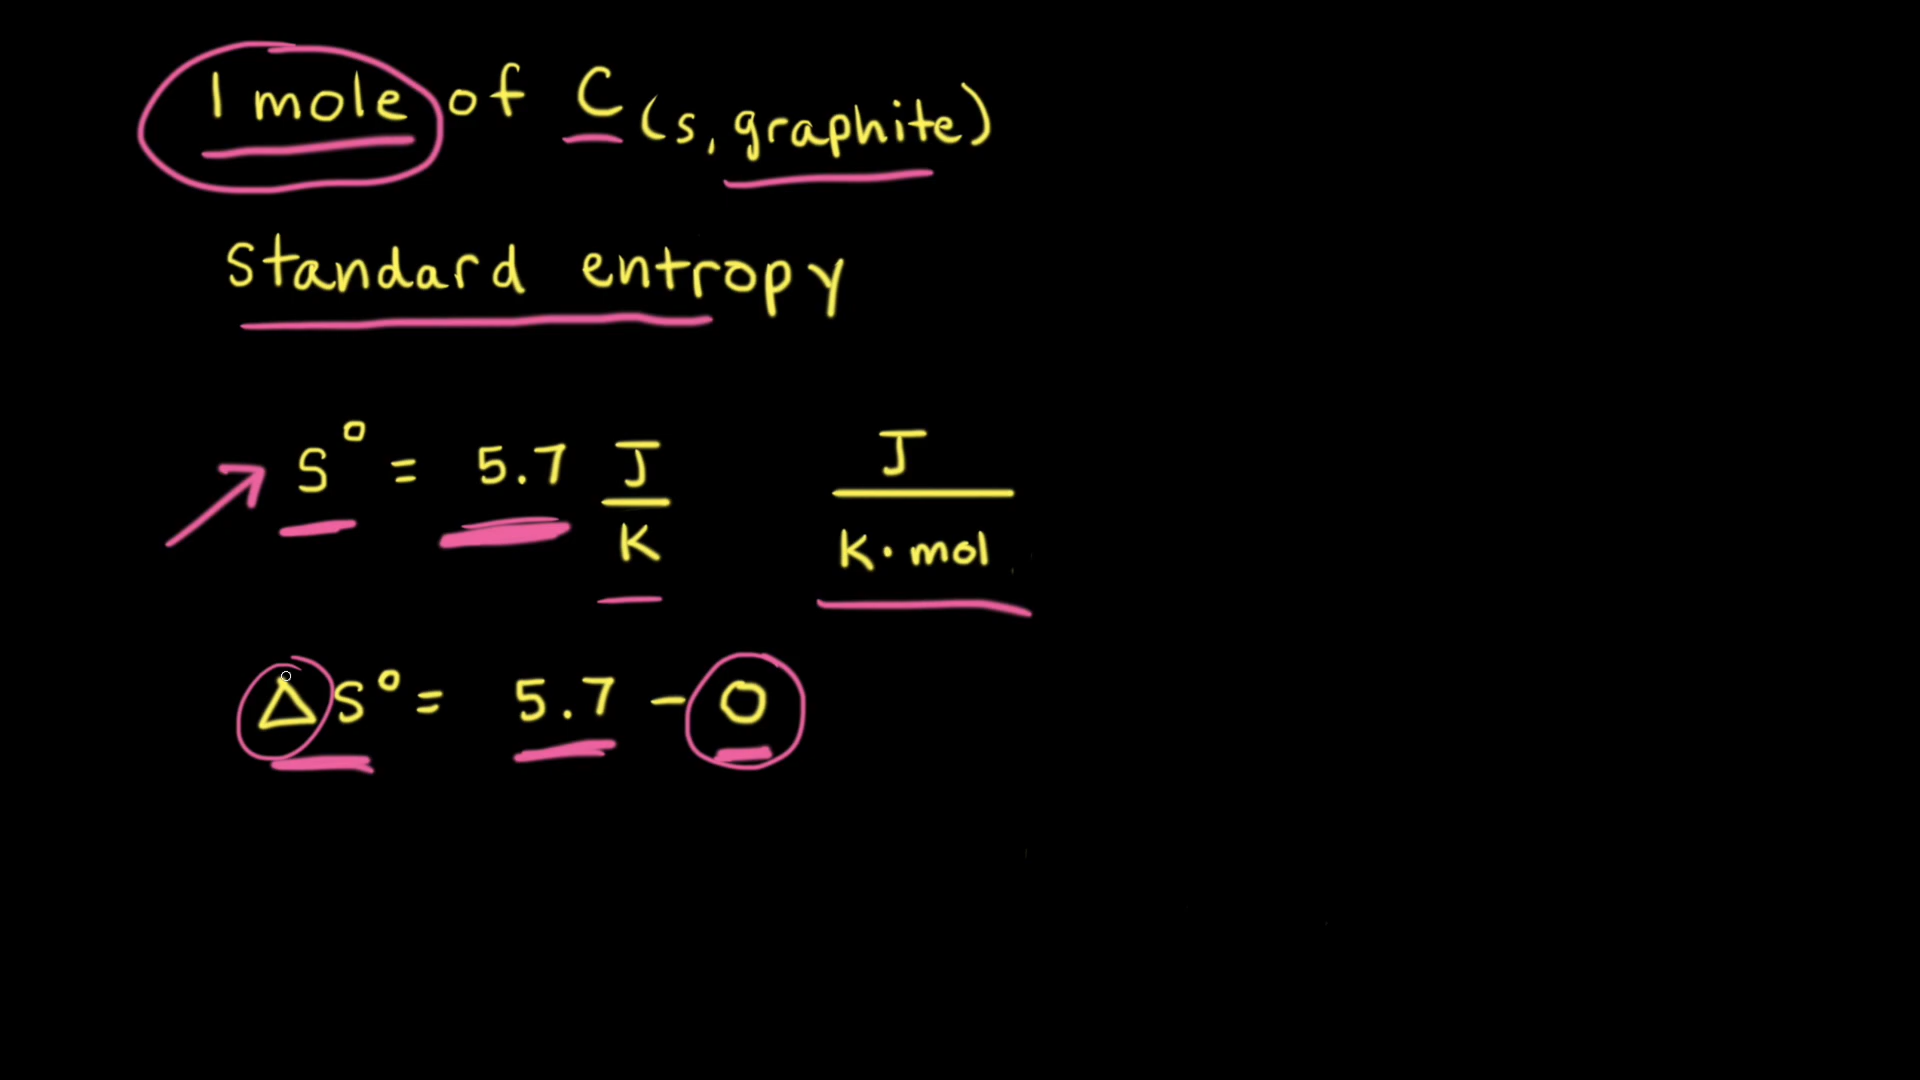 1 mole of C(s, graphite)
standard entropy
S° = 5.7 J/K J/K·mol
ΔS° = 5.7 - 0